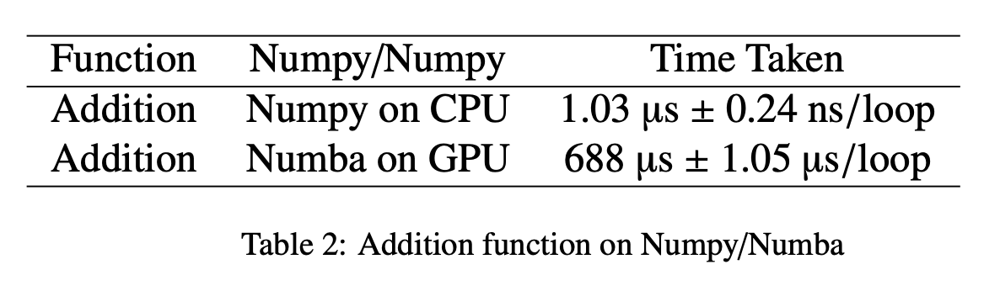 Function Numpy/Numpy Time Taken
Addition Numpy on CPU 1.03 μs ± 0.24 ns/loop
Addition Numba on GPU 688 μs ± 1.05 μs/loop
Table 2: Addition function on Numpy/Numba